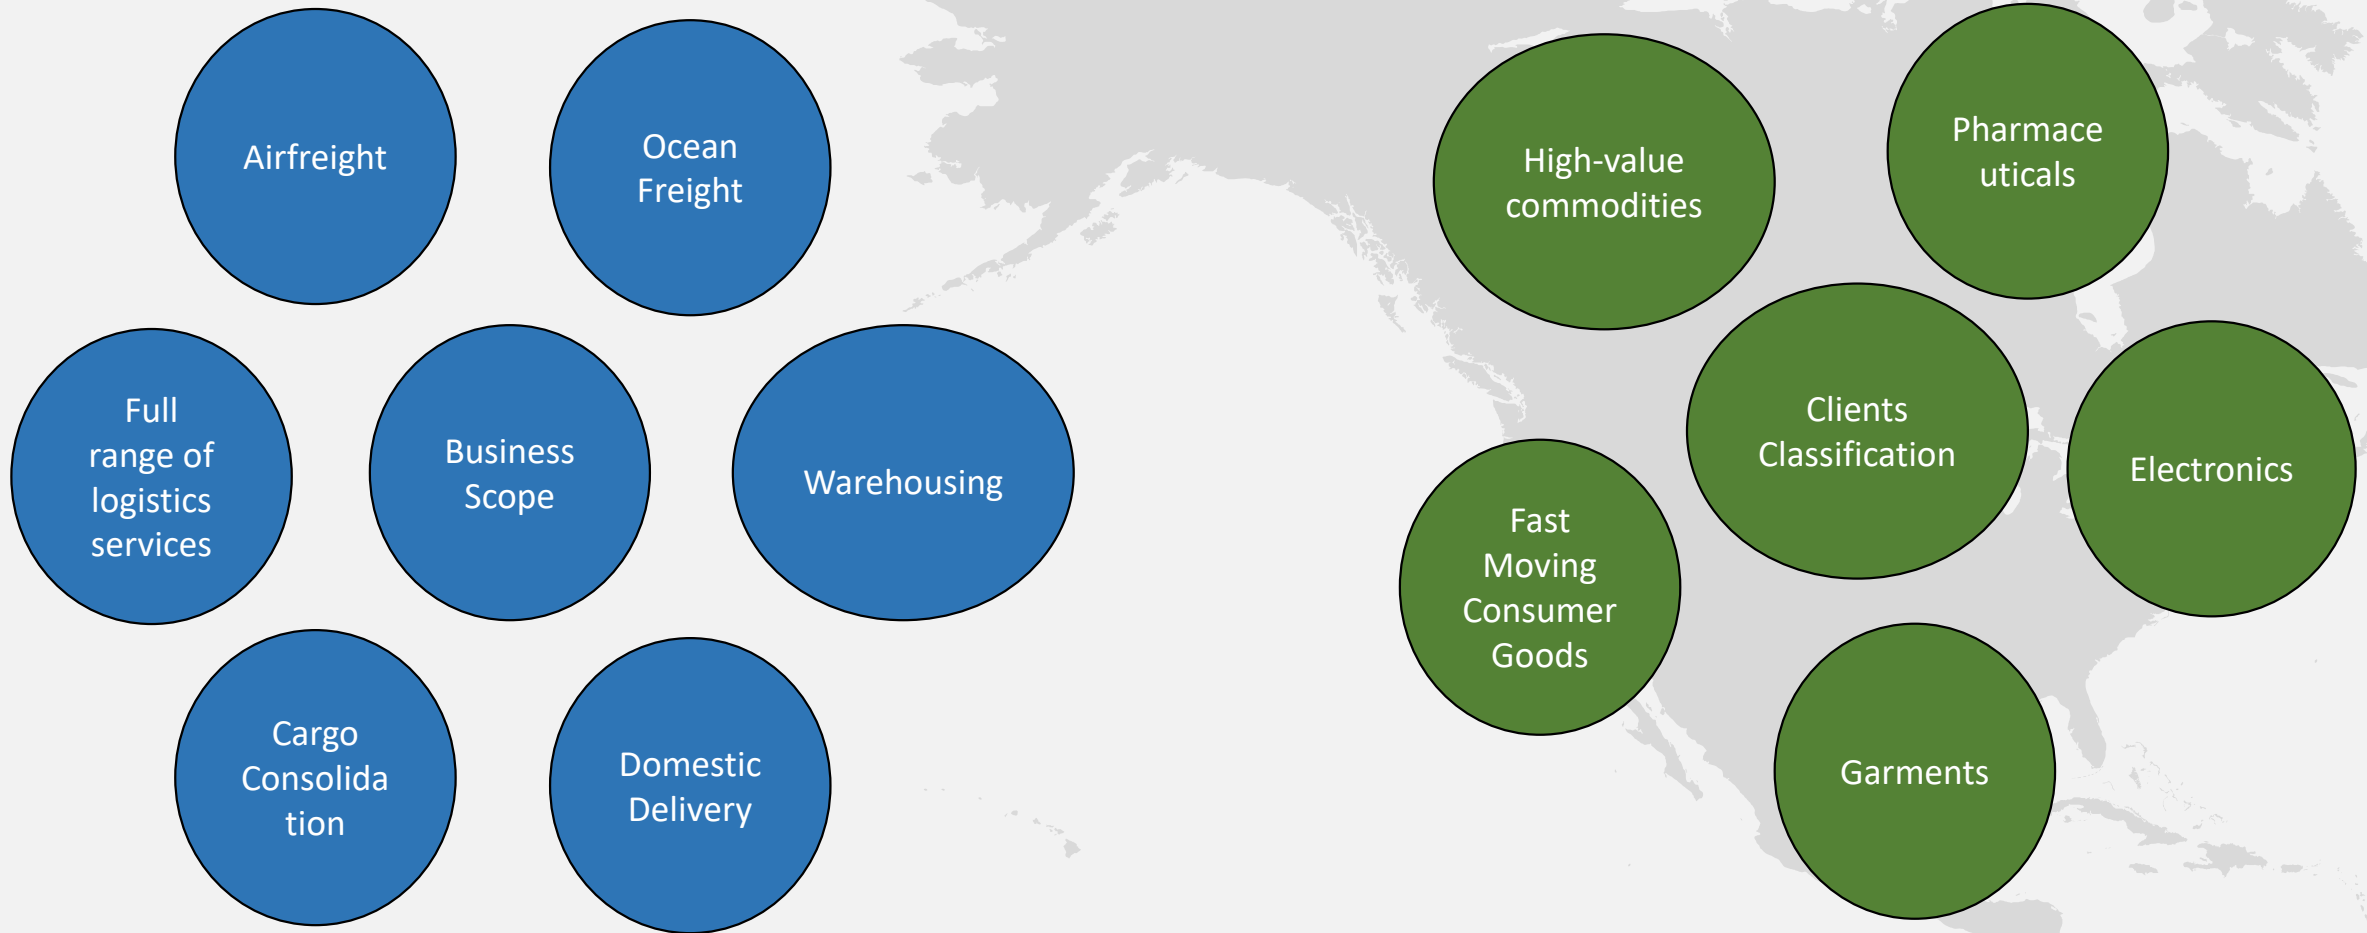 Airfreight
Ocean
Freight
Full
range of
logistics
services
Business
Scope
Warehousing
Cargo
Consolida
tion
Domestic
Delivery
High-value
commodities
Pharmace
uticals
Clients
Classification
Electronics
Fast
Moving
Consumer
Goods
Garments